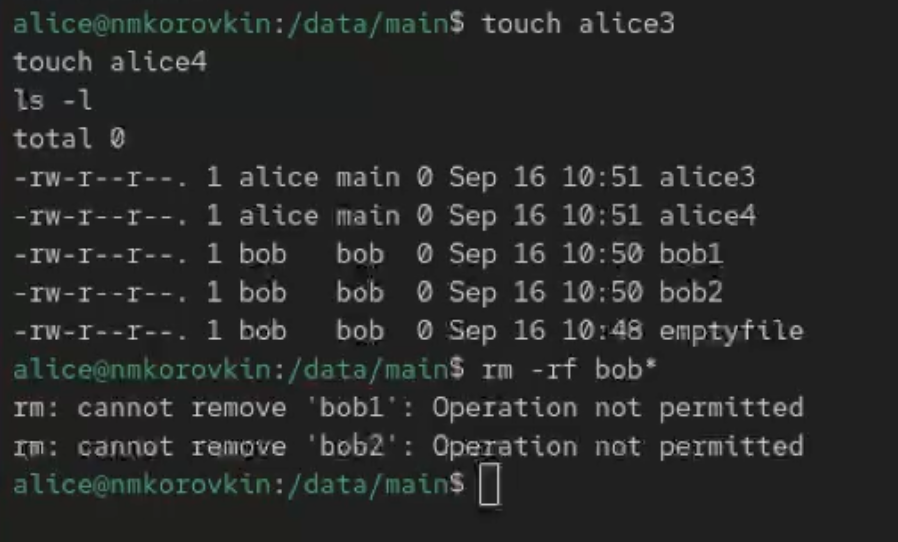 alice@nmkorovkin:/data/main$ touch alice3
touch alice4
ls -l
total 0
-rw-r--r--. 1 alice main 0 Sep 16 10:51 alice3
-rw-r--r--. 1 alice main 0 Sep 16 10:51 alice4
-rw-r--r--. 1 bob   bob  0 Sep 16 10:50 bob1
-rw-r--r--. 1 bob   bob  0 Sep 16 10:50 bob2
-rw-r--r--. 1 bob   bob  0 Sep 16 10:48 emptyfile
alice@nmkorovkin:/data/main$ rm -rf bob*
rm: cannot remove 'bob1': Operation not permitted
rm: cannot remove 'bob2': Operation not permitted
alice@nmkorovkin:/data/main$